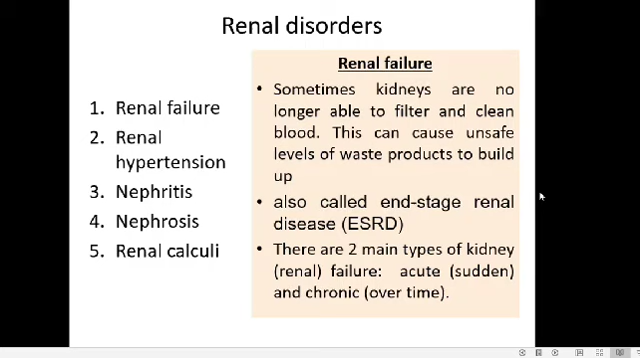 Renal disorders
1. Renal failure
2. Renal
hypertension
3. Nephritis
4. Nephrosis
5. Renal calculi
Renal failure
• Sometimes kidneys are no
longer able to filter and clean
blood. This can cause unsafe
levels of waste products to build
up
• also called end-stage renal
disease (ESRD)
• There are 2 main types of kidney
(renal) failure: acute (sudden)
and chronic (over time).